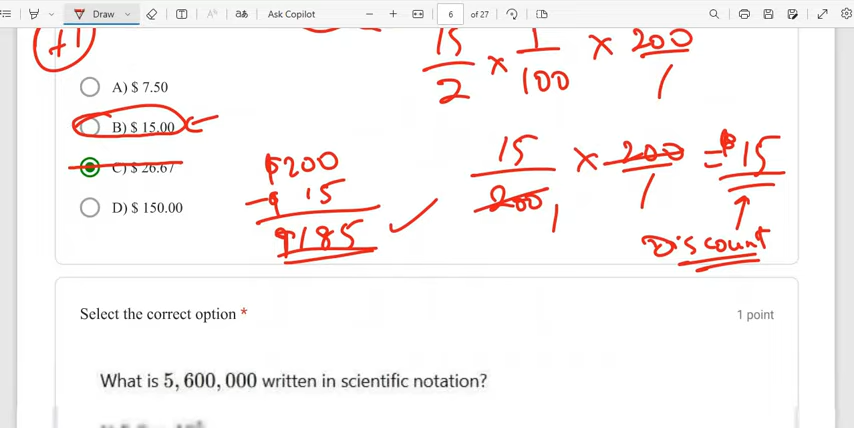 Draw
Ask Copilot
6 of 27
+1
15/2 × 1/100 × 200/1
A) $ 7.50
B) $ 15.00
C) $ 26.67
D) $ 150.00
$200
- $ 15
$185
15/200 × 200/1 = $15
1
Discount
Select the correct option *
1 point
What is 5, 600, 000 written in scientific notation?